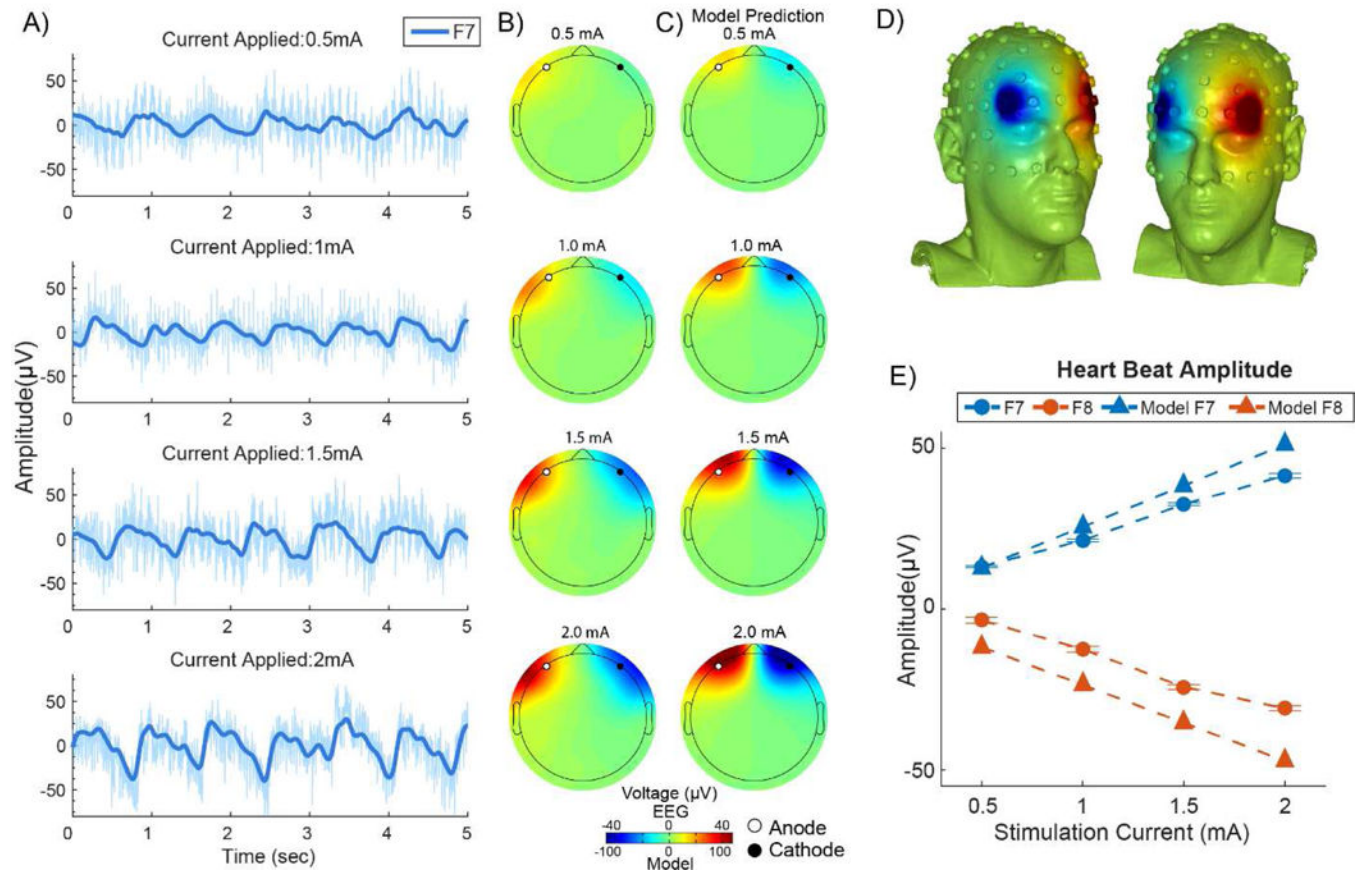 A)
Current Applied:0.5mA
F7
50
0
-50
0 1 2 3 4 5
Current Applied:1mA
50
0
-50
0 1 2 3 4 5
Current Applied:1.5mA
50
0
-50
0 1 2 3 4 5
Current Applied:2mA
50
0
-50
0 1 2 3 4 5
Amplitude(µV)
Time (sec)
B)
0.5 mA
1.0 mA
1.5 mA
2.0 mA
C)
Model Prediction
0.5 mA
1.0 mA
1.5 mA
2.0 mA
Voltage (µV)
EEG
-40 0 40
-100 0 100
Model
Anode
Cathode
D)
E)
Heart Beat Amplitude
F7 F8 Model F7 Model F8
50
0
-50
Amplitude(µV)
0.5 1 1.5 2
Stimulation Current (mA)